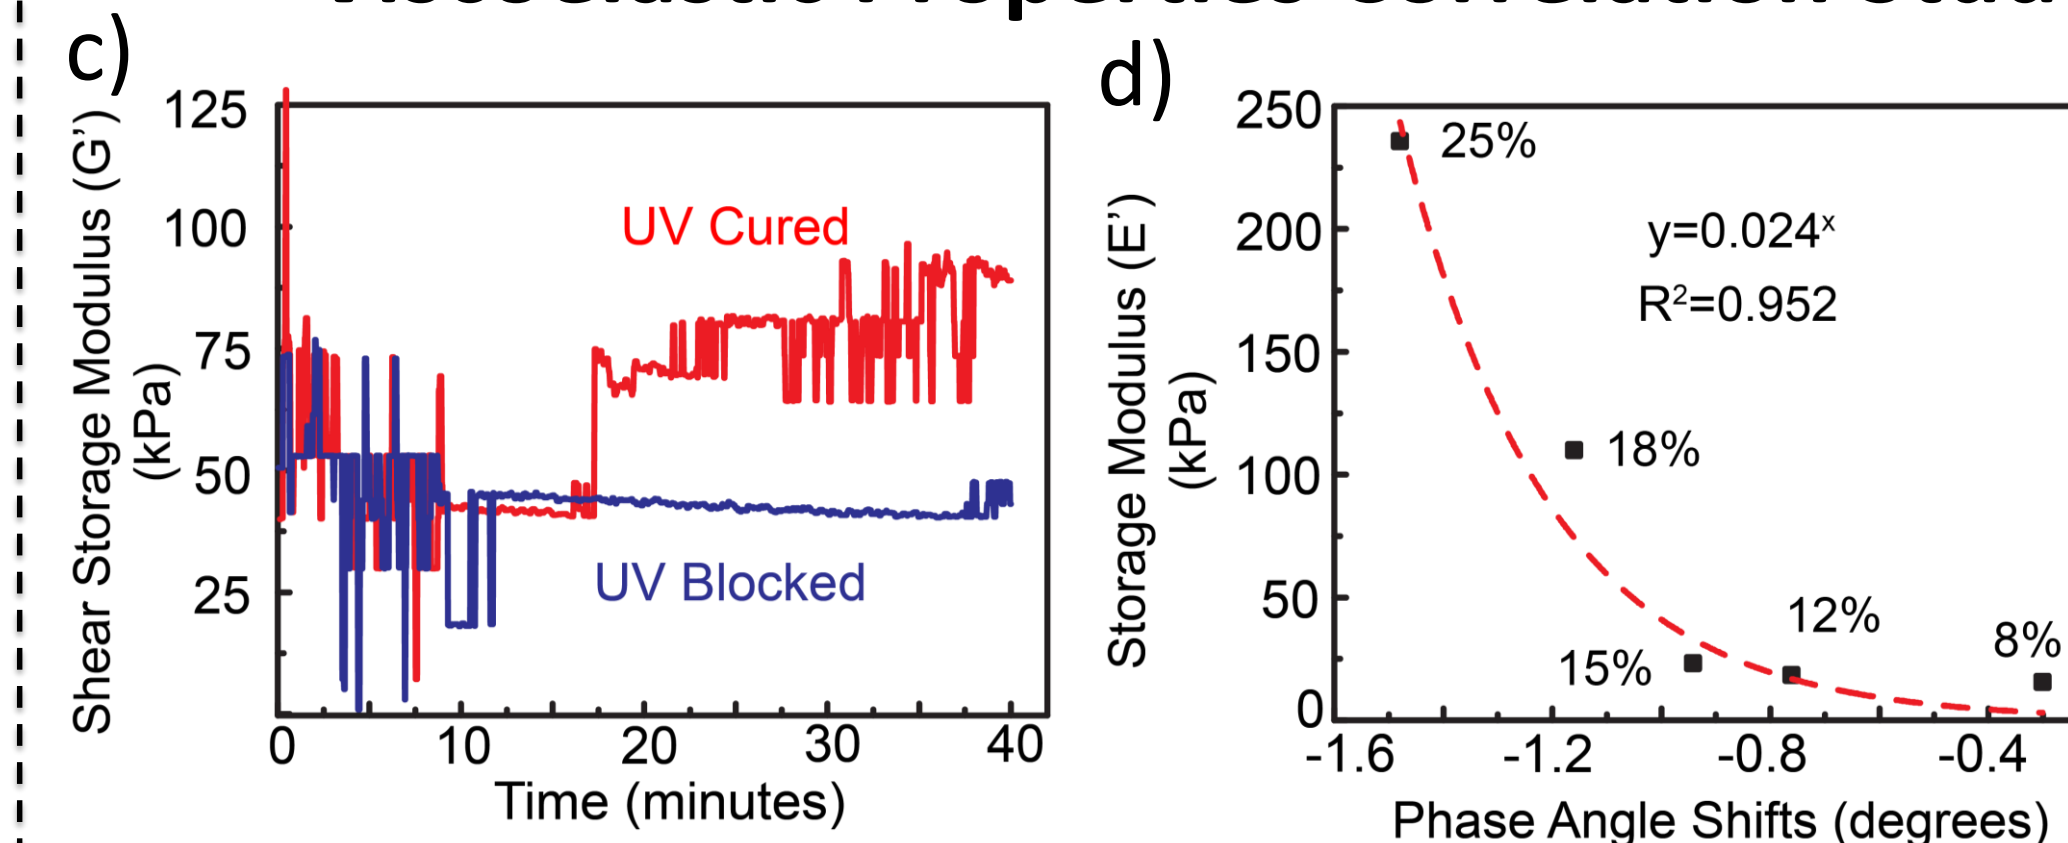 c)
125
100
75
50
25
Shear Storage Modulus (G’)
(kPa)
UV Cured
UV Blocked
0 10 20 30 40
Time (minutes)
d)
250
200
150
100
50
0
Storage Modulus (E’)
(kPa)
25%
y=0.024ˣ
R²=0.952
18%
12%
8%
15%
-1.6 -1.2 -0.8 -0.4
Phase Angle Shifts (degrees)